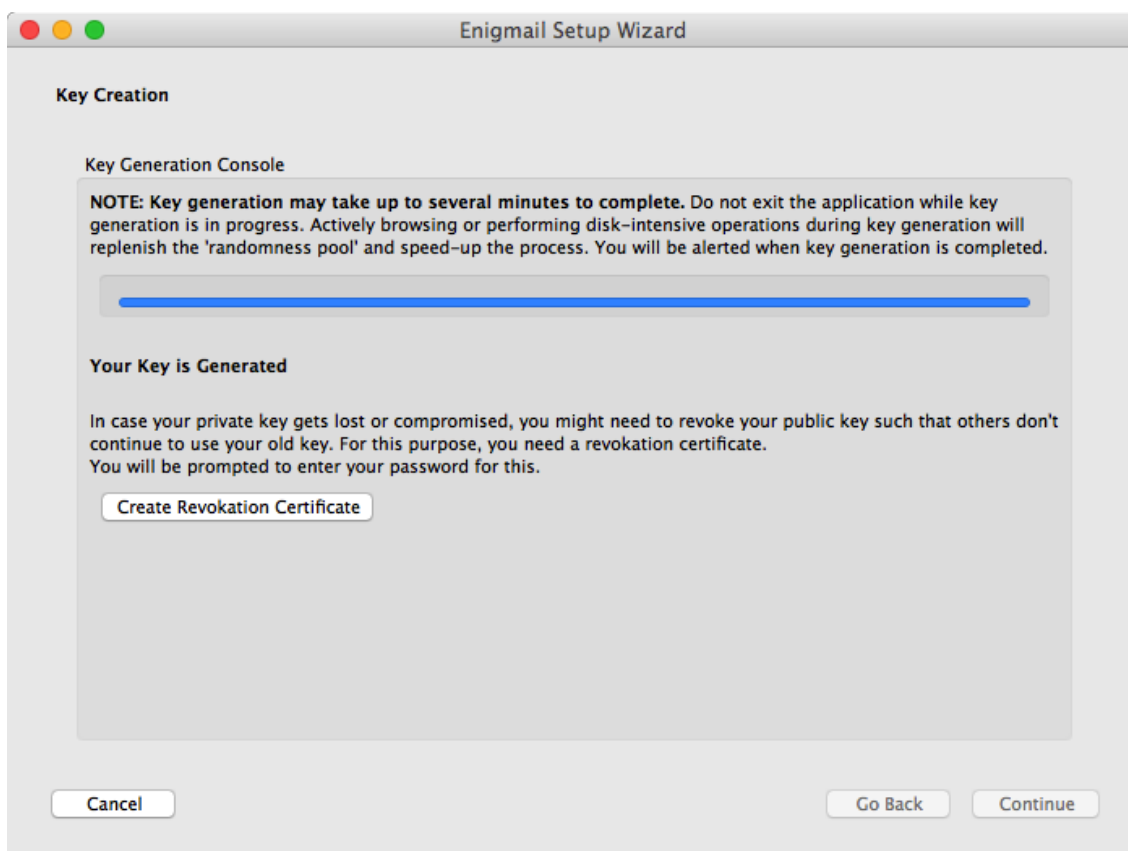 Enigmail Setup Wizard
Key Creation
Key Generation Console
NOTE: Key generation may take up to several minutes to complete. Do not exit the application while key
generation is in progress. Actively browsing or performing disk-intensive operations during key generation will
replenish the 'randomness pool' and speed-up the process. You will be alerted when key generation is completed.
Your Key is Generated
In case your private key gets lost or compromised, you might need to revoke your public key such that others don't
continue to use your old key. For this purpose, you need a revokation certificate.
You will be prompted to enter your password for this.
Create Revokation Certificate
Cancel
Go Back
Continue